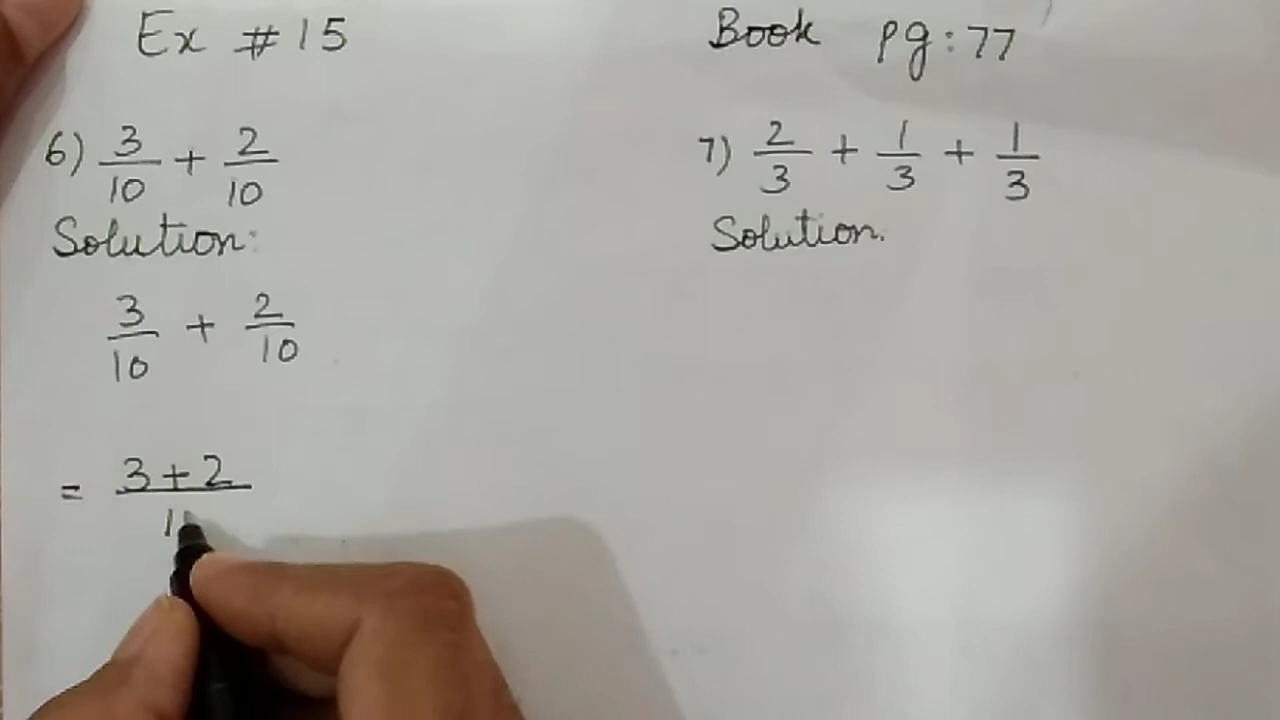 Ex # 15
Book pg: 77
6) 3/10 + 2/10
Solution:
3/10 + 2/10
= 3+2/1
7) 2/3 + 1/3 + 1/3
Solution.